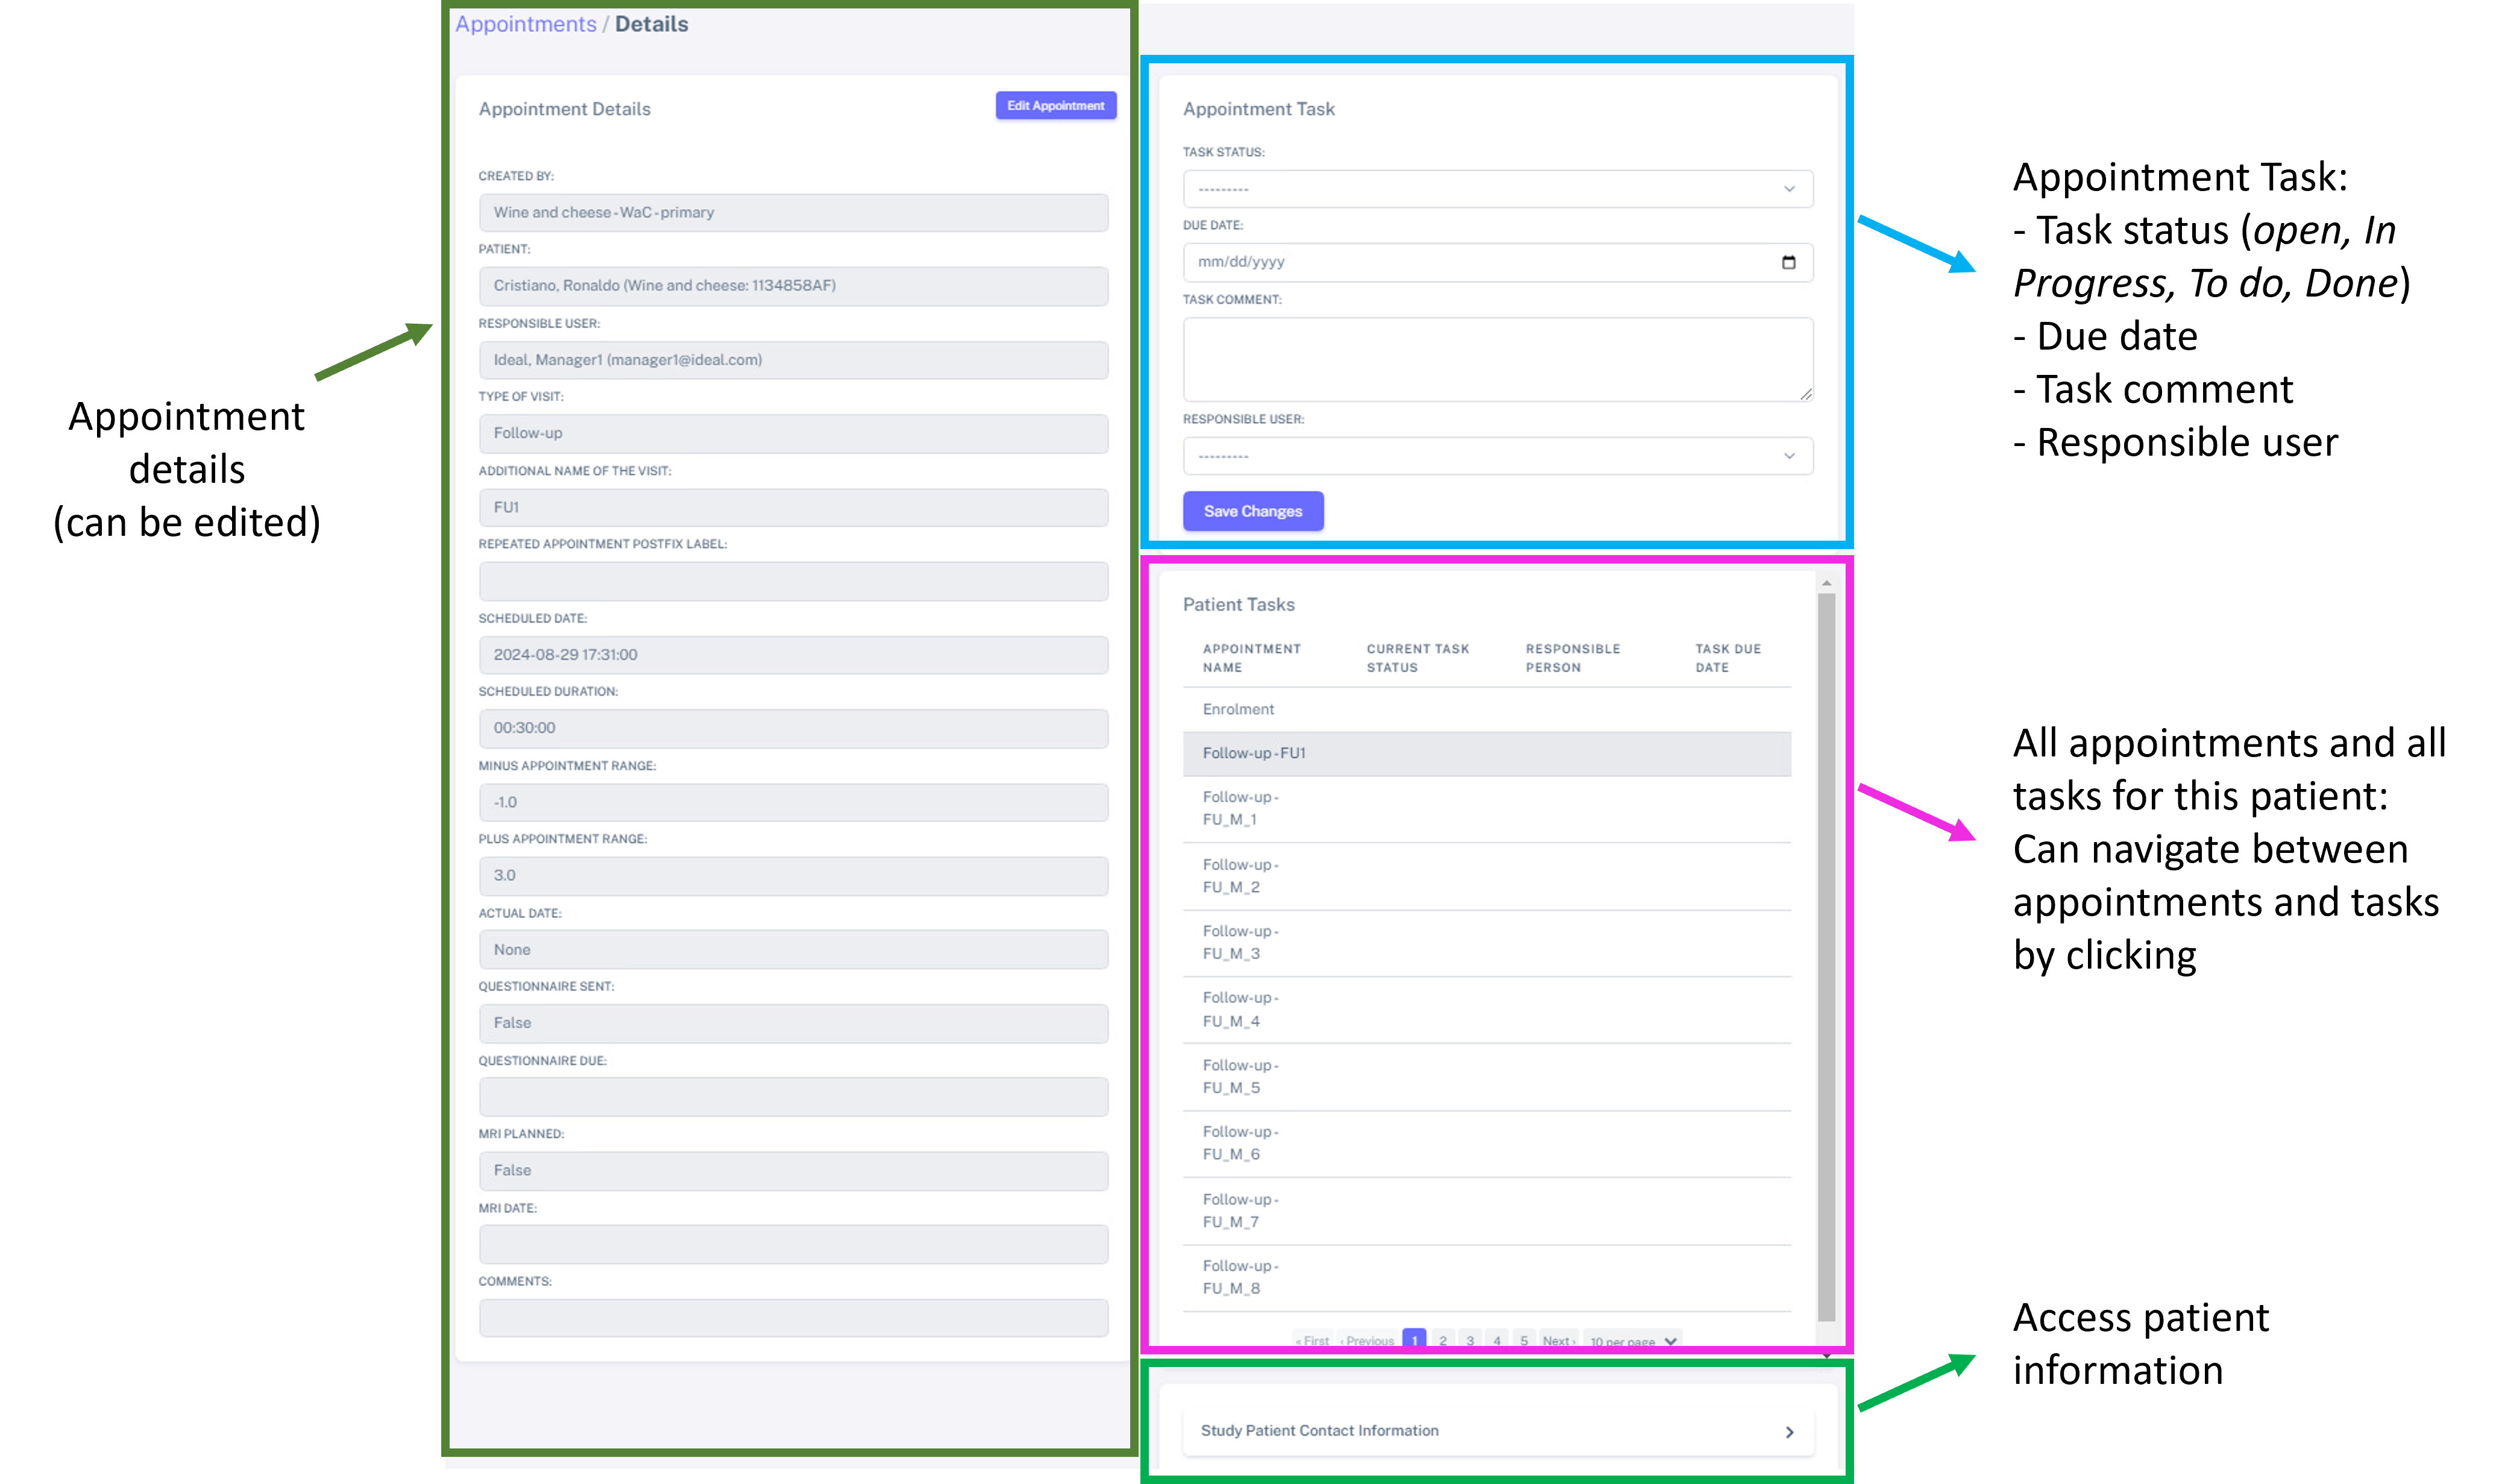 Appointments / Details
Appointment Details
Edit Appointment
CREATED BY:
Wine and cheese - WaC - primary
PATIENT:
Cristiano, Ronaldo (Wine and cheese: 1134858AF)
RESPONSIBLE USER:
Ideal, Manager1 (manager1@ideal.com)
TYPE OF VISIT:
Follow-up
ADDITIONAL NAME OF THE VISIT:
FU1
REPEATED APPOINTMENT POSTFIX LABEL:
SCHEDULED DATE:
2024-08-29 17:31:00
SCHEDULED DURATION:
00:30:00
MINUS APPOINTMENT RANGE:
-1.0
PLUS APPOINTMENT RANGE:
3.0
ACTUAL DATE:
None
QUESTIONNAIRE SENT:
False
QUESTIONNAIRE DUE:
MRI PLANNED:
False
MRI DATE:
COMMENTS:
Appointment
details
(can be edited)
Appointment Task
TASK STATUS:
---------
DUE DATE:
mm/dd/yyyy
TASK COMMENT:
RESPONSIBLE USER:
---------
Save Changes
Appointment Task:
- Task status (open, In
Progress, To do, Done)
- Due date
- Task comment
- Responsible user
Patient Tasks
APPOINTMENT NAME
CURRENT TASK STATUS
RESPONSIBLE PERSON
TASK DUE DATE
Enrolment
Follow-up - FU1
Follow-up -
FU_M_1
Follow-up -
FU_M_2
Follow-up -
FU_M_3
Follow-up -
FU_M_4
Follow-up -
FU_M_5
Follow-up -
FU_M_6
Follow-up -
FU_M_7
Follow-up -
FU_M_8
« First ‹ Previous 1 2 3 4 5 Next › 10 per page
All appointments and all
tasks for this patient:
Can navigate between
appointments and tasks
by clicking
Study Patient Contact Information
Access patient
information